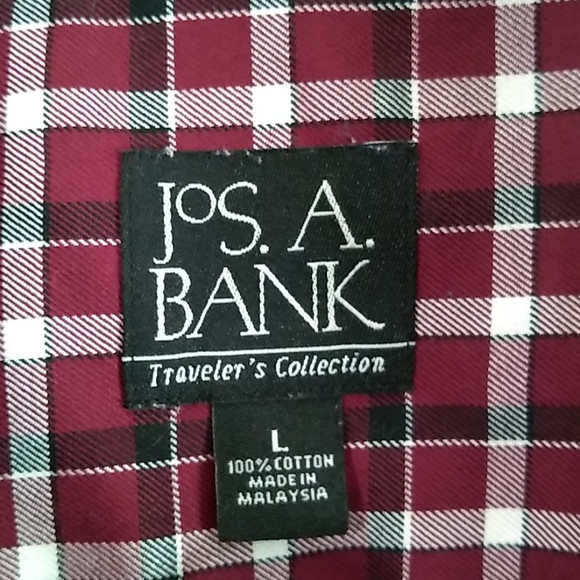 JoS. A.
BANK
Traveler's Collection
L
100% COTTON
MADE IN
MALAYSIA